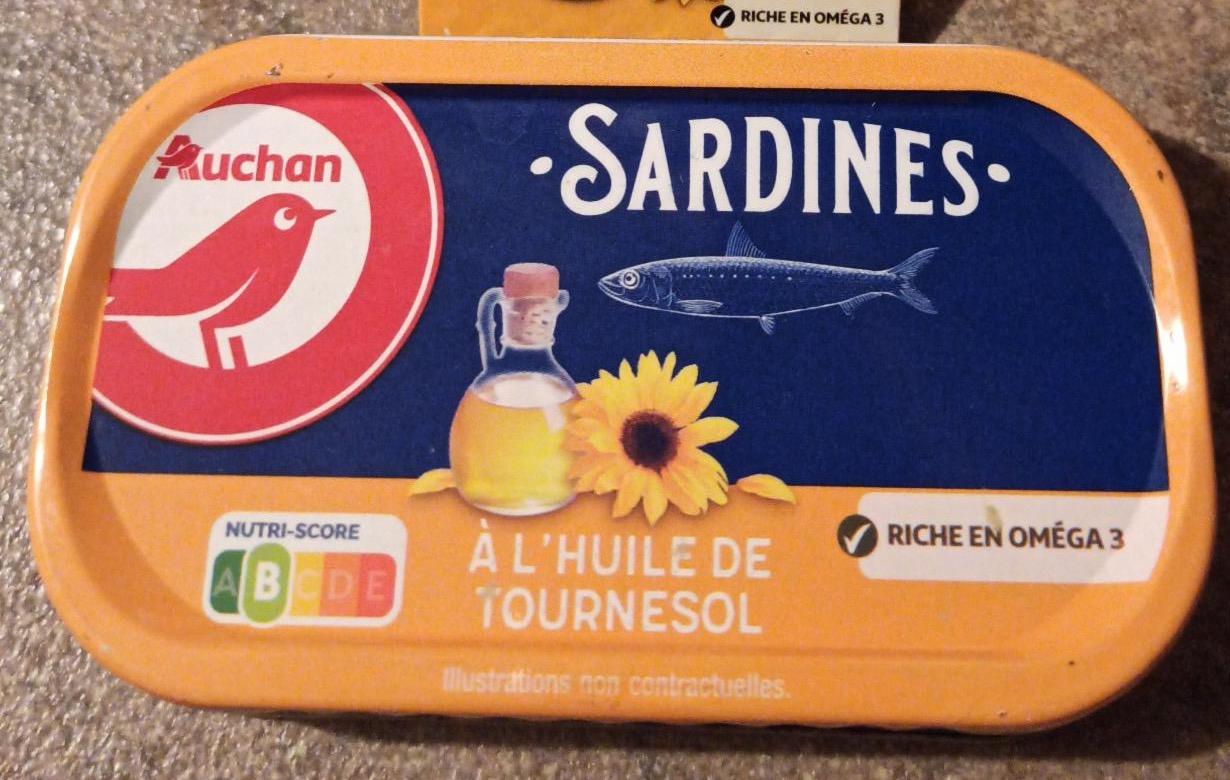 RICHE EN OMÉGA 3
Auchan
·SARDINES·
NUTRI-SCORE
A B C D E
À L'HUILE DE
TOURNESOL
RICHE EN OMÉGA 3
Illustrations non contractuelles.